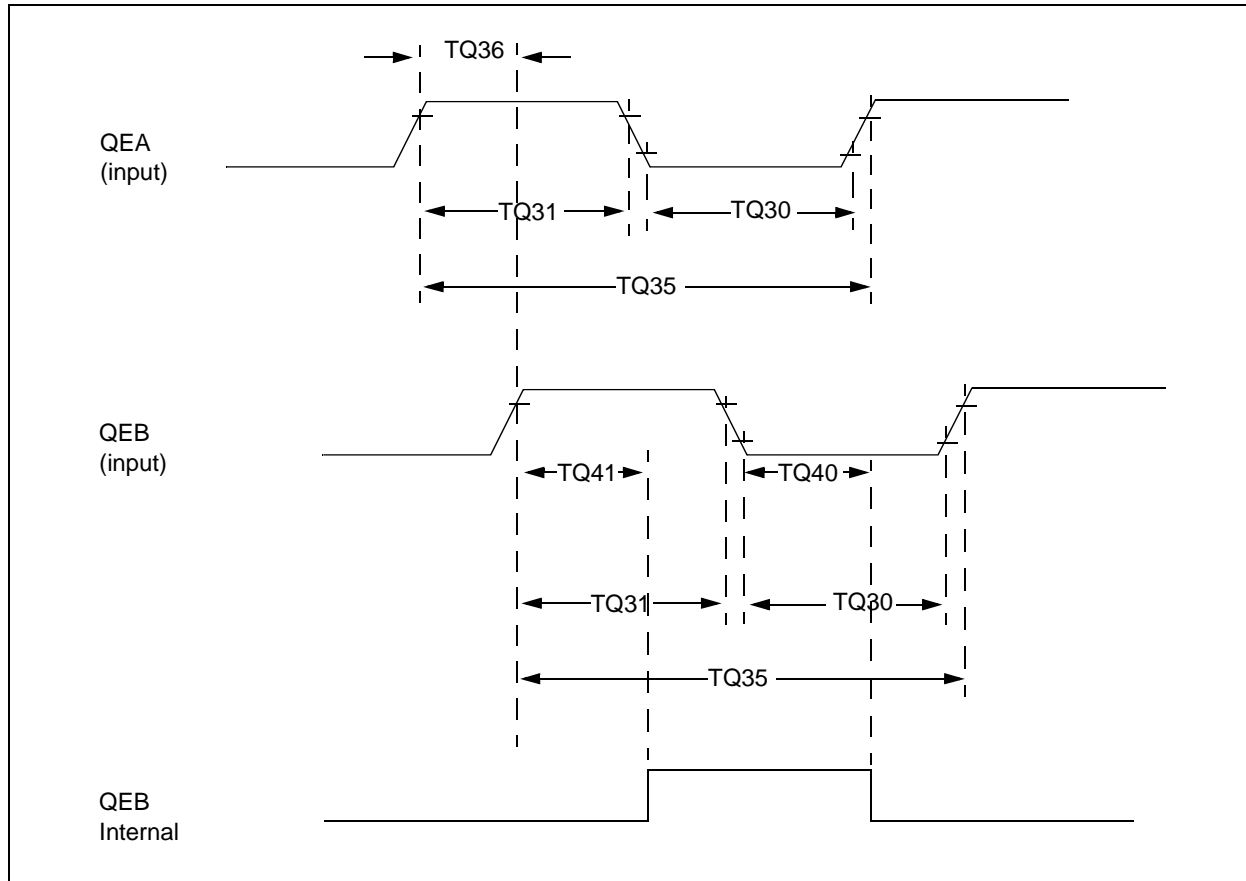 TQ36
QEA
(input)
TQ31
TQ30
TQ35
QEB
(input)
TQ41
TQ40
TQ31
TQ30
TQ35
QEB
Internal